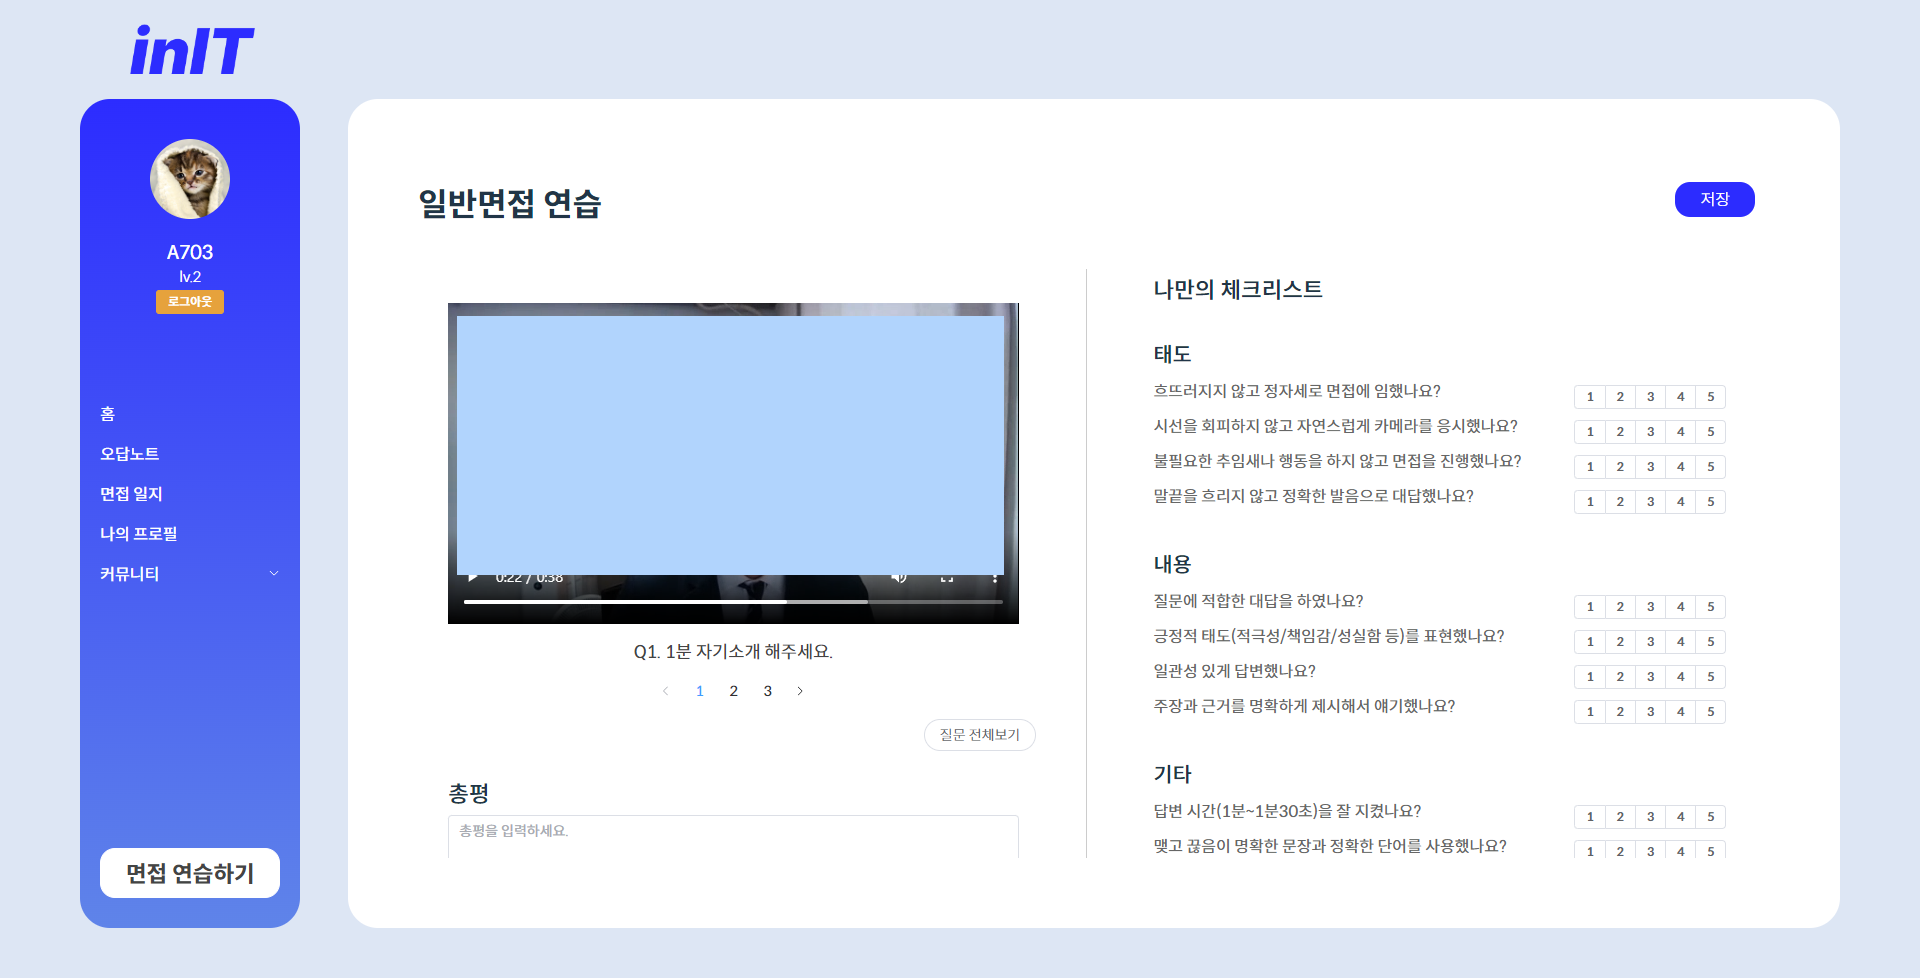 inIT
A703
lv.2
로그아웃
홈
오답노트
면접 일지
나의 프로필
커뮤니티
면접 연습하기
일반면접 연습
저장
0:22 / 0:38
Q1. 1분 자기소개 해주세요.
1 2 3
질문 전체보기
총평
총평을 입력하세요.
나만의 체크리스트
태도
흐뜨러지지 않고 정자세로 면접에 임했나요? 1 2 3 4 5
시선을 회피하지 않고 자연스럽게 카메라를 응시했나요? 1 2 3 4 5
불필요한 추임새나 행동을 하지 않고 면접을 진행했나요? 1 2 3 4 5
말끝을 흐리지 않고 정확한 발음으로 대답했나요? 1 2 3 4 5
내용
질문에 적합한 대답을 하였나요? 1 2 3 4 5
긍정적 태도(적극성/책임감/성실함 등)를 표현했나요? 1 2 3 4 5
일관성 있게 답변했나요? 1 2 3 4 5
주장과 근거를 명확하게 제시해서 얘기했나요? 1 2 3 4 5
기타
답변 시간(1분~1분30초)을 잘 지켰나요? 1 2 3 4 5
맺고 끊음이 명확한 문장과 정확한 단어를 사용했나요? 1 2 3 4 5